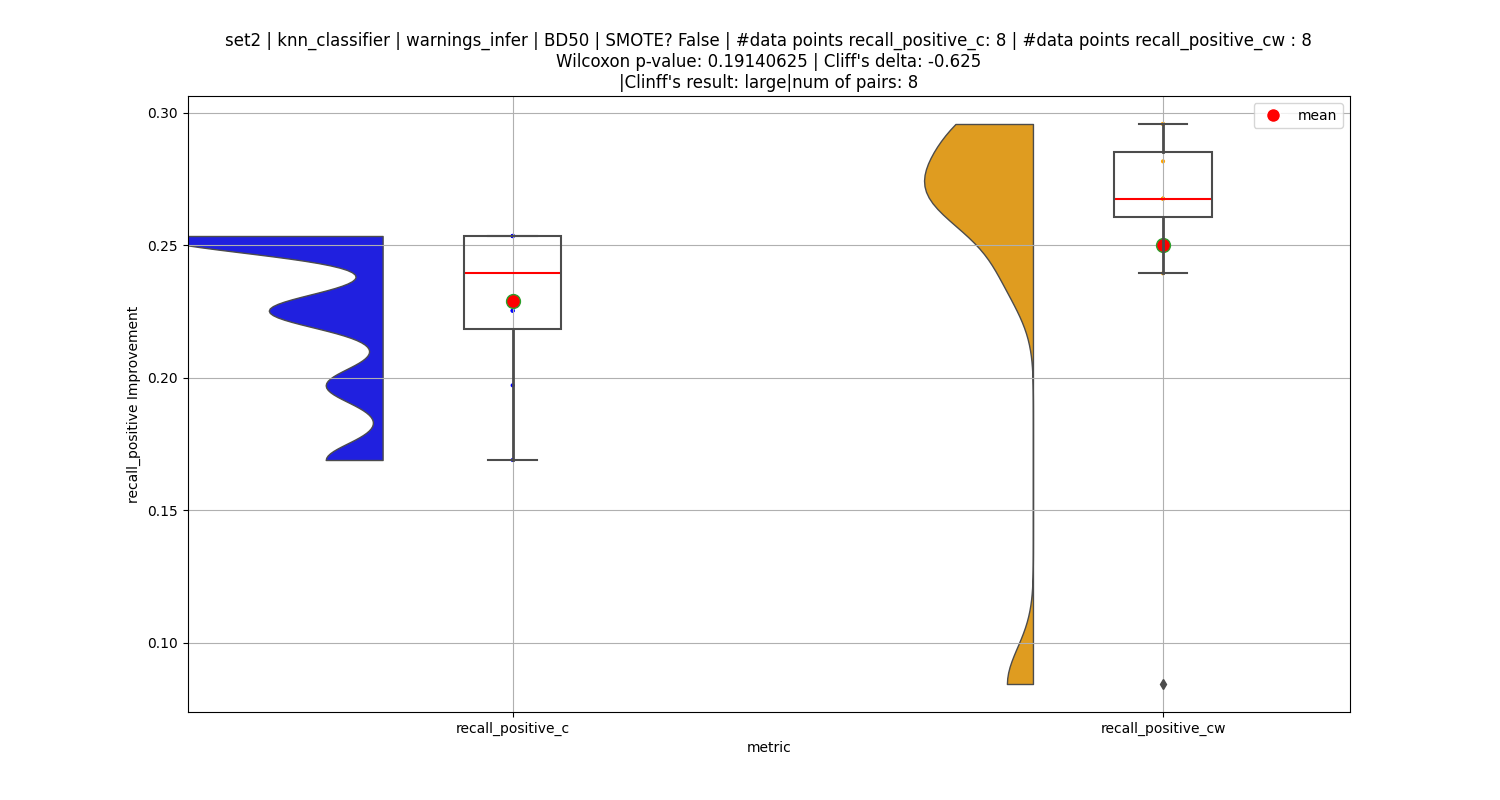 set2 | knn_classifier | warnings_infer | BD50 | SMOTE? False | #data points recall_positive_c: 8 | #data points recall_positive_cw : 8
Wilcoxon p-value: 0.19140625 | Cliff's delta: -0.625
|Clinff's result: large|num of pairs: 8
mean
0.30
0.25
0.20
0.15
0.10
recall_positive Improvement
recall_positive_c
recall_positive_cw
metric